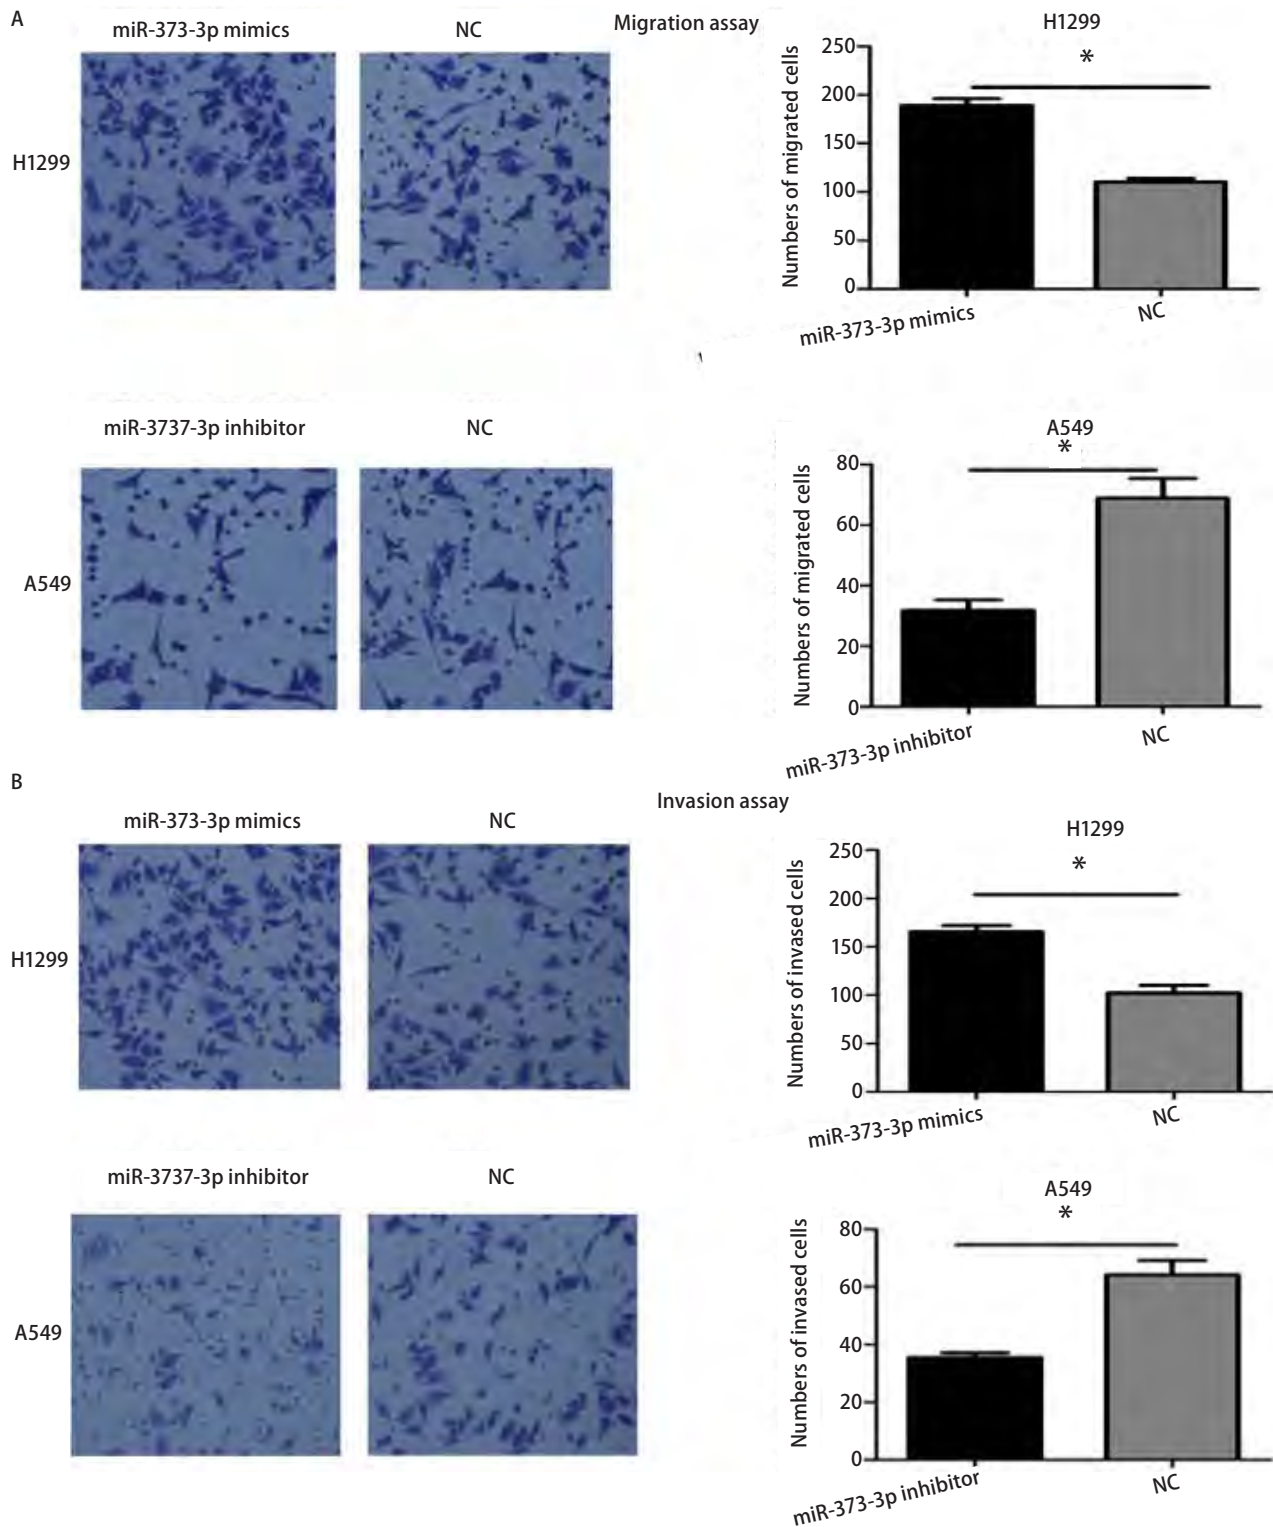 A
miR-373-3p mimics
NC
Migration assay
H1299
H1299
*
Numbers of migrated cells
250
200
150
100
50
0
miR-373-3p mimics
NC
miR-3737-3p inhibitor
NC
A549
A549
*
Numbers of migrated cells
80
60
40
20
0
miR-373-3p inhibitor
NC
B
Invasion assay
miR-373-3p mimics
NC
H1299
H1299
*
Numbers of invased cells
250
200
150
100
50
0
miR-373-3p mimics
NC
miR-3737-3p inhibitor
NC
A549
A549
*
Numbers of invased cells
80
60
40
20
0
miR-373-3p inhibitor
NC